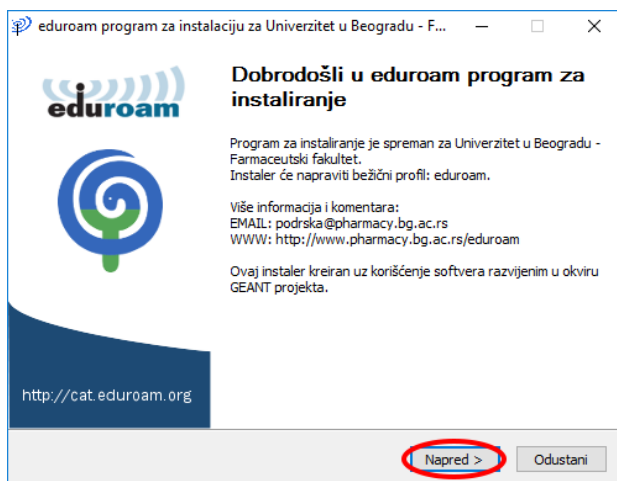 eduroam program za instalaciju za Univerzitet u Beogradu - F...
eduroam
Dobrodošli u eduroam program za
instaliranje
Program za instaliranje je spreman za Univerzitet u Beogradu -
Farmaceutski fakultet.
Instaler će napraviti bežični profil: eduroam.
Više informacija i komentara:
EMAIL: podrska@pharmacy.bg.ac.rs
WWW: http://www.pharmacy.bg.ac.rs/eduroam
Ovaj instaler kreiran uz korišćenje softvera razvijenim u okviru
GEANT projekta.
http://cat.eduroam.org
Napred >
Odustani